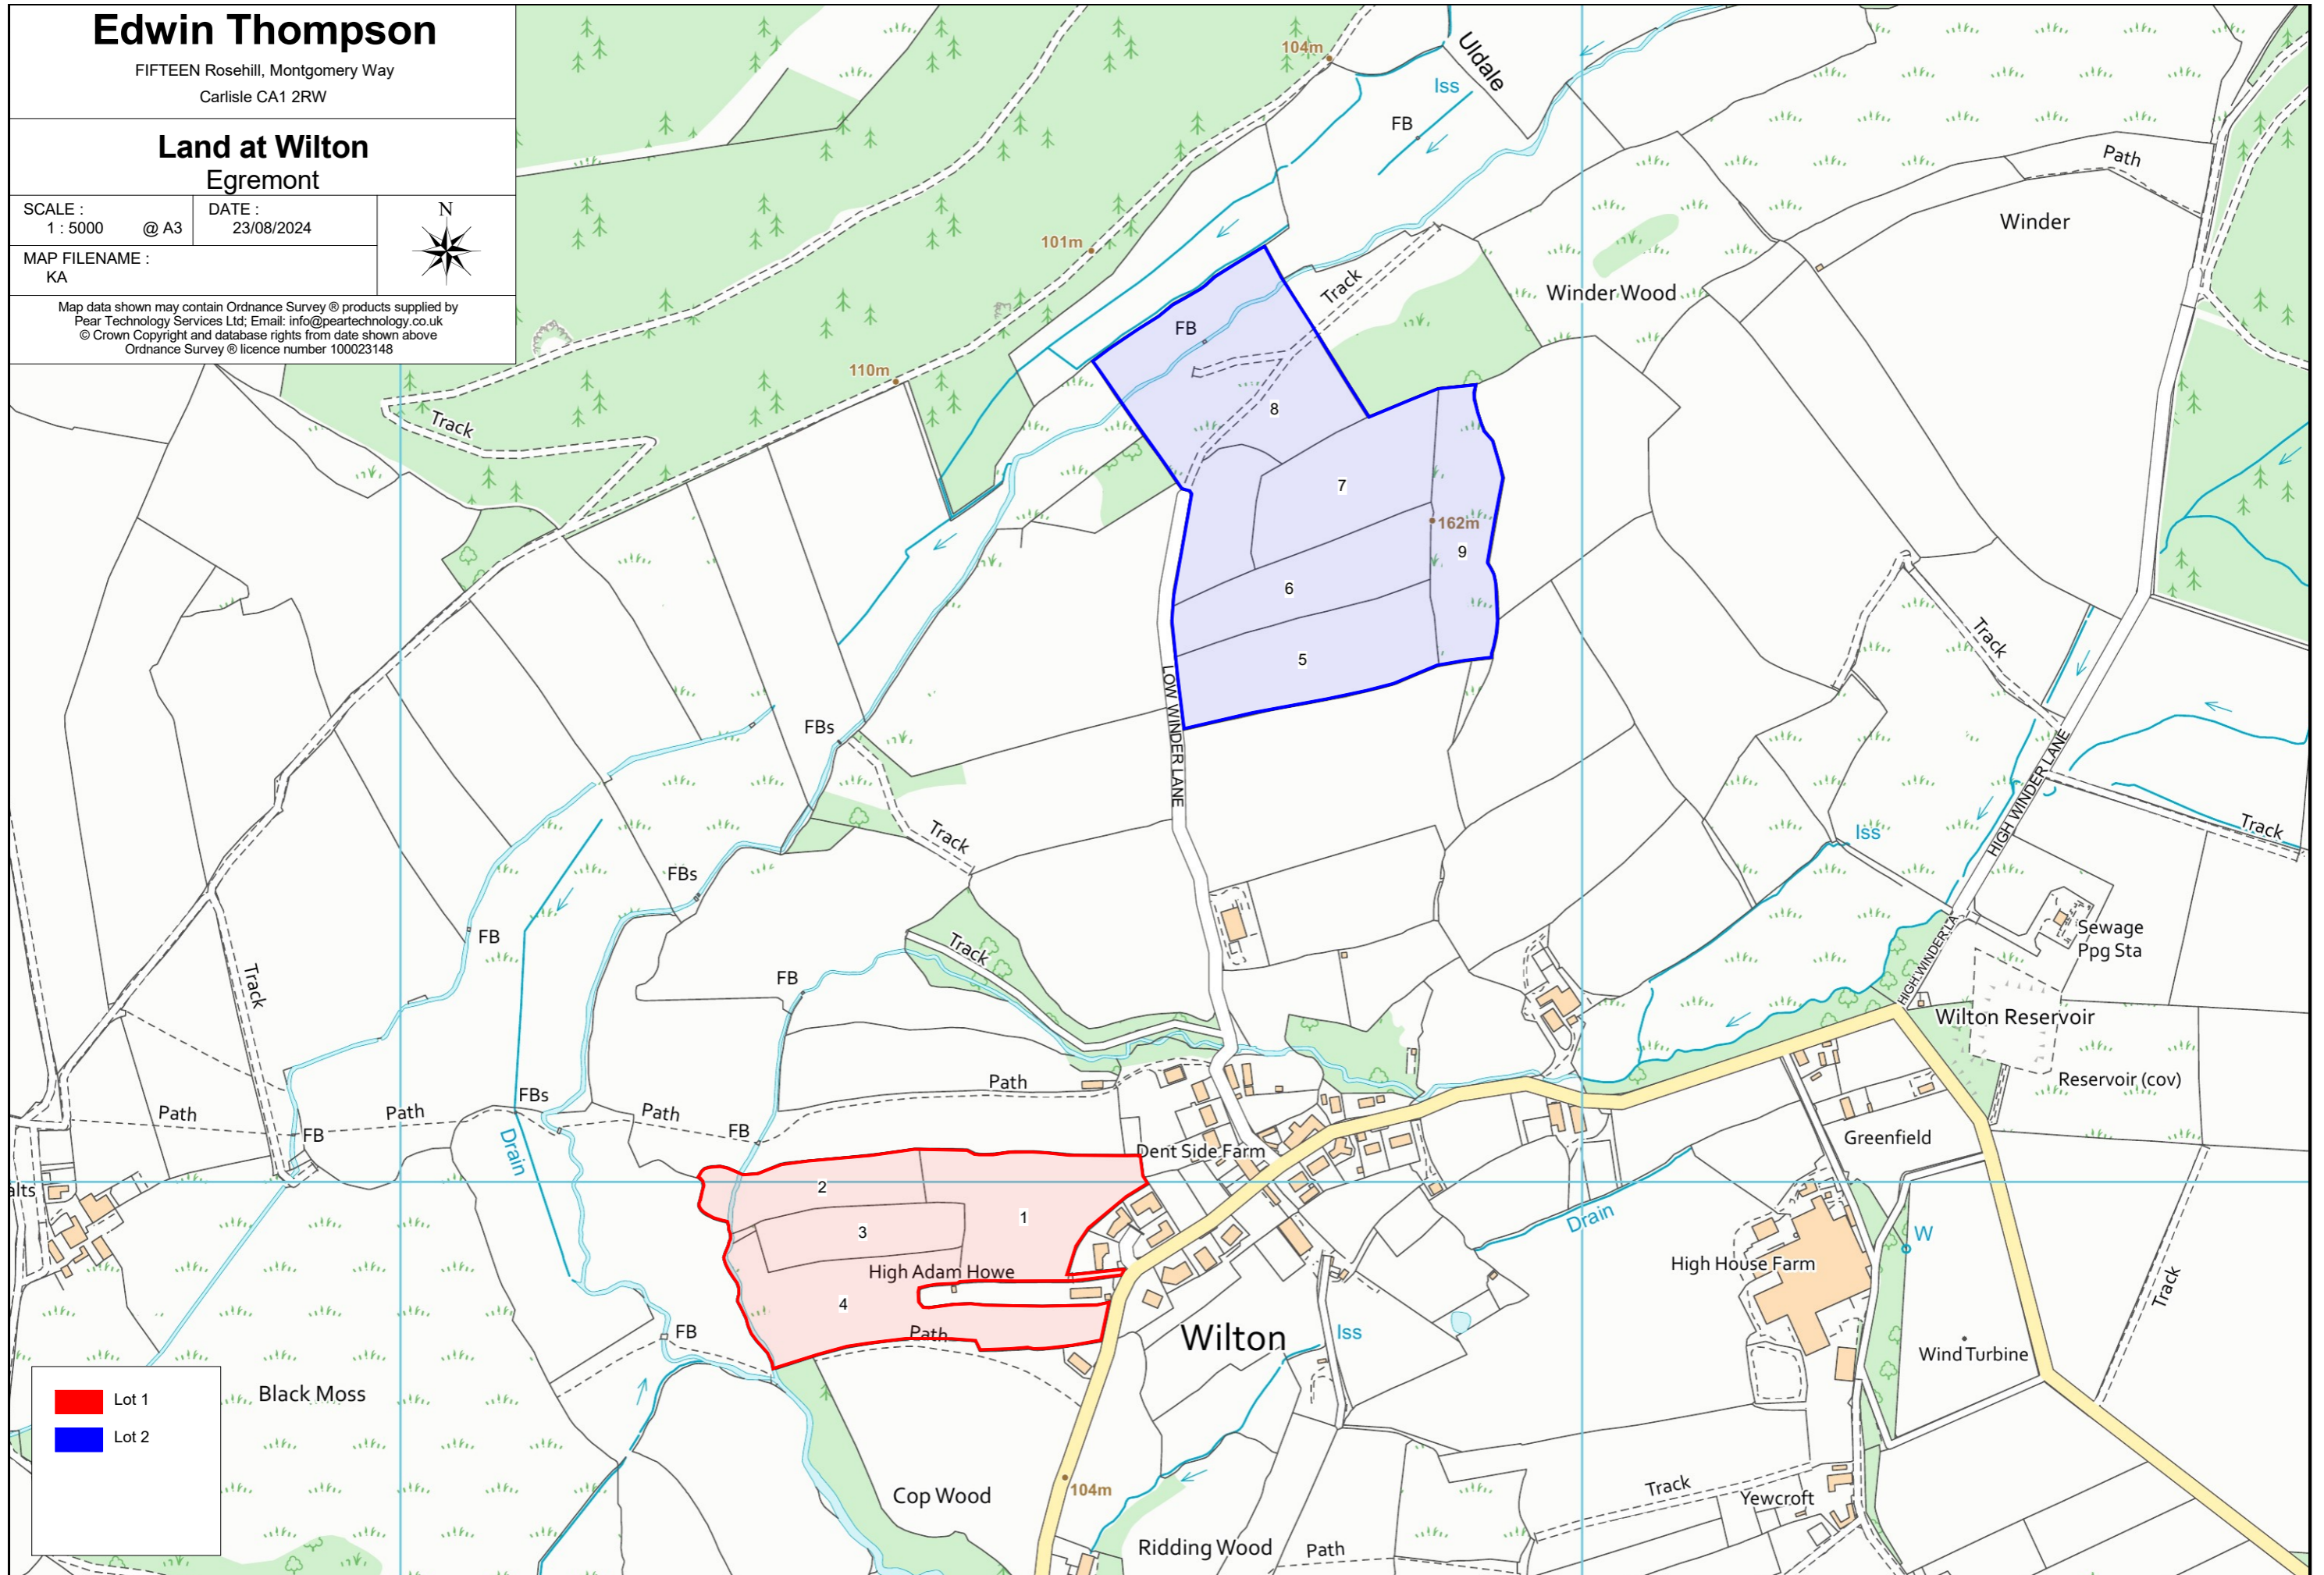 Edwin Thompson
FIFTEEN Rosehill, Montgomery Way
Carlisle CA1 2RW
Land at Wilton
Egremont
SCALE :
1 : 5000 @ A3
DATE :
23/08/2024
N
MAP FILENAME :
KA
Map data shown may contain Ordnance Survey ® products supplied by
Pear Technology Services Ltd; Email: info@peartechnology.co.uk
© Crown Copyright and database rights from date shown above
Ordnance Survey ® licence number 100023148
104m
Uldale
Iss
FB
Path
Winder
101m
Track
Winder Wood
FB
110m
8
Track
7
162m
9
6
Track
5
LOW WINDER LANE
FBs
HIGH WINDER LANE
Track
Iss
Track
FBs
Sewage
Ppg Sta
FB
Track
HIGH WINDER LA
Track
FB
Wilton Reservoir
Path
Reservoir (cov)
FBs
Path
Path
Path
FB
FB
Greenfield
Drain
Dent Side Farm
alts
2
1
Drain
3
W
High House Farm
High Adam Howe
Track
4
FB
Path
Wilton
Iss
Wind Turbine
Black Moss
Lot 1
Lot 2
104m
Cop Wood
Track
Yewcroft
Ridding Wood
Path